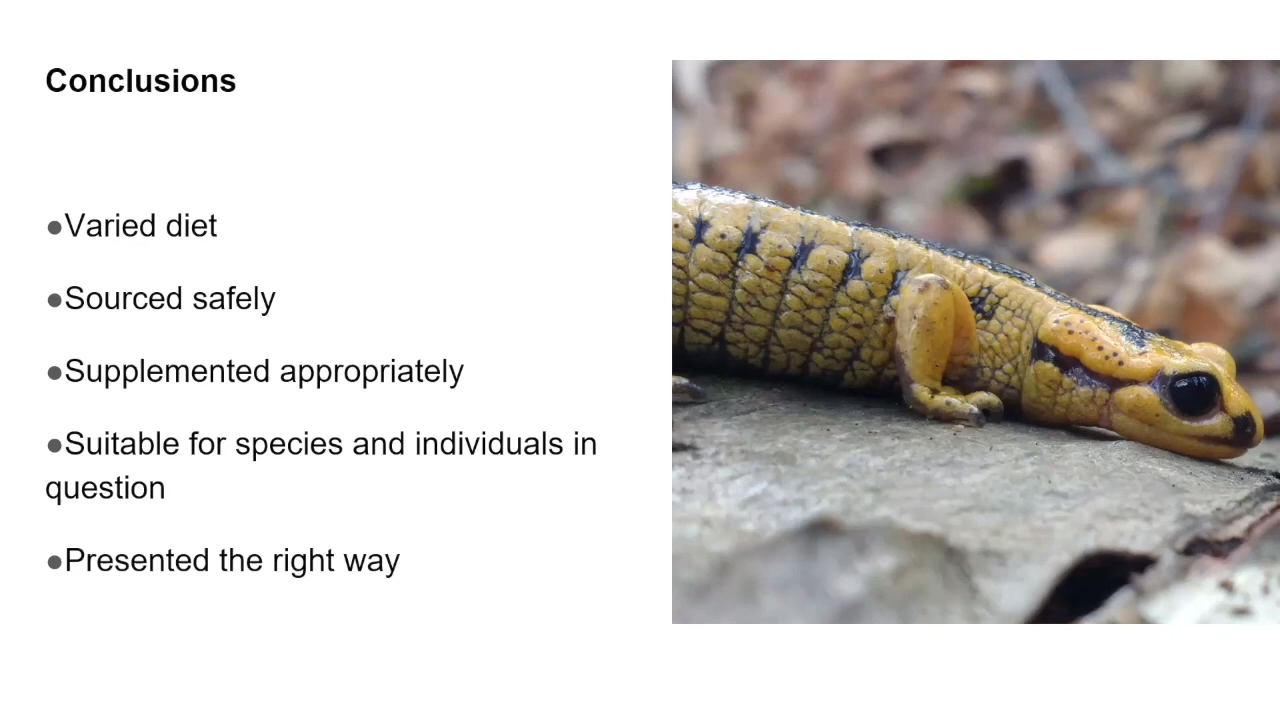 Conclusions
●Varied diet
●Sourced safely
●Supplemented appropriately
●Suitable for species and individuals in
question
●Presented the right way